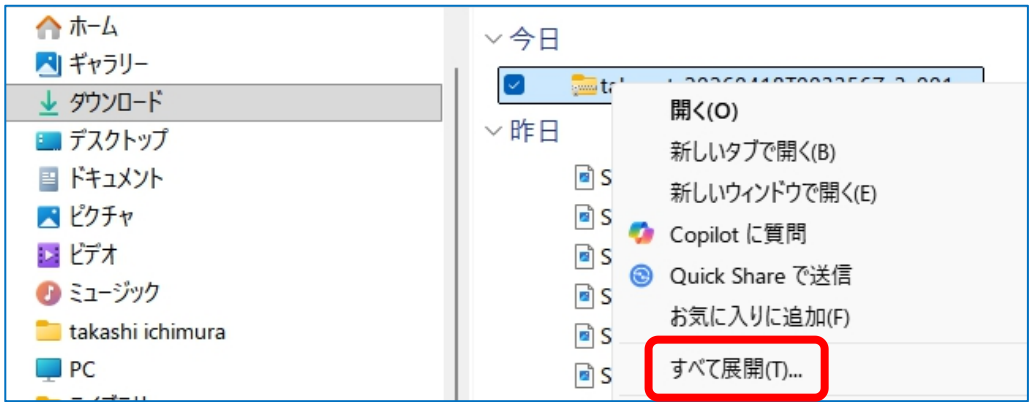 ホーム
ギャラリー
ダウンロード
デスクトップ
ドキュメント
ピクチャ
ビデオ
ミュージック
takashi ichimura
PC
今日
昨日
S
S
S
S
S
S
開く(O)
新しいタブで開く(B)
新しいウィンドウで開く(E)
Copilot に質問
Quick Share で送信
お気に入りに追加(F)
すべて展開(T)...